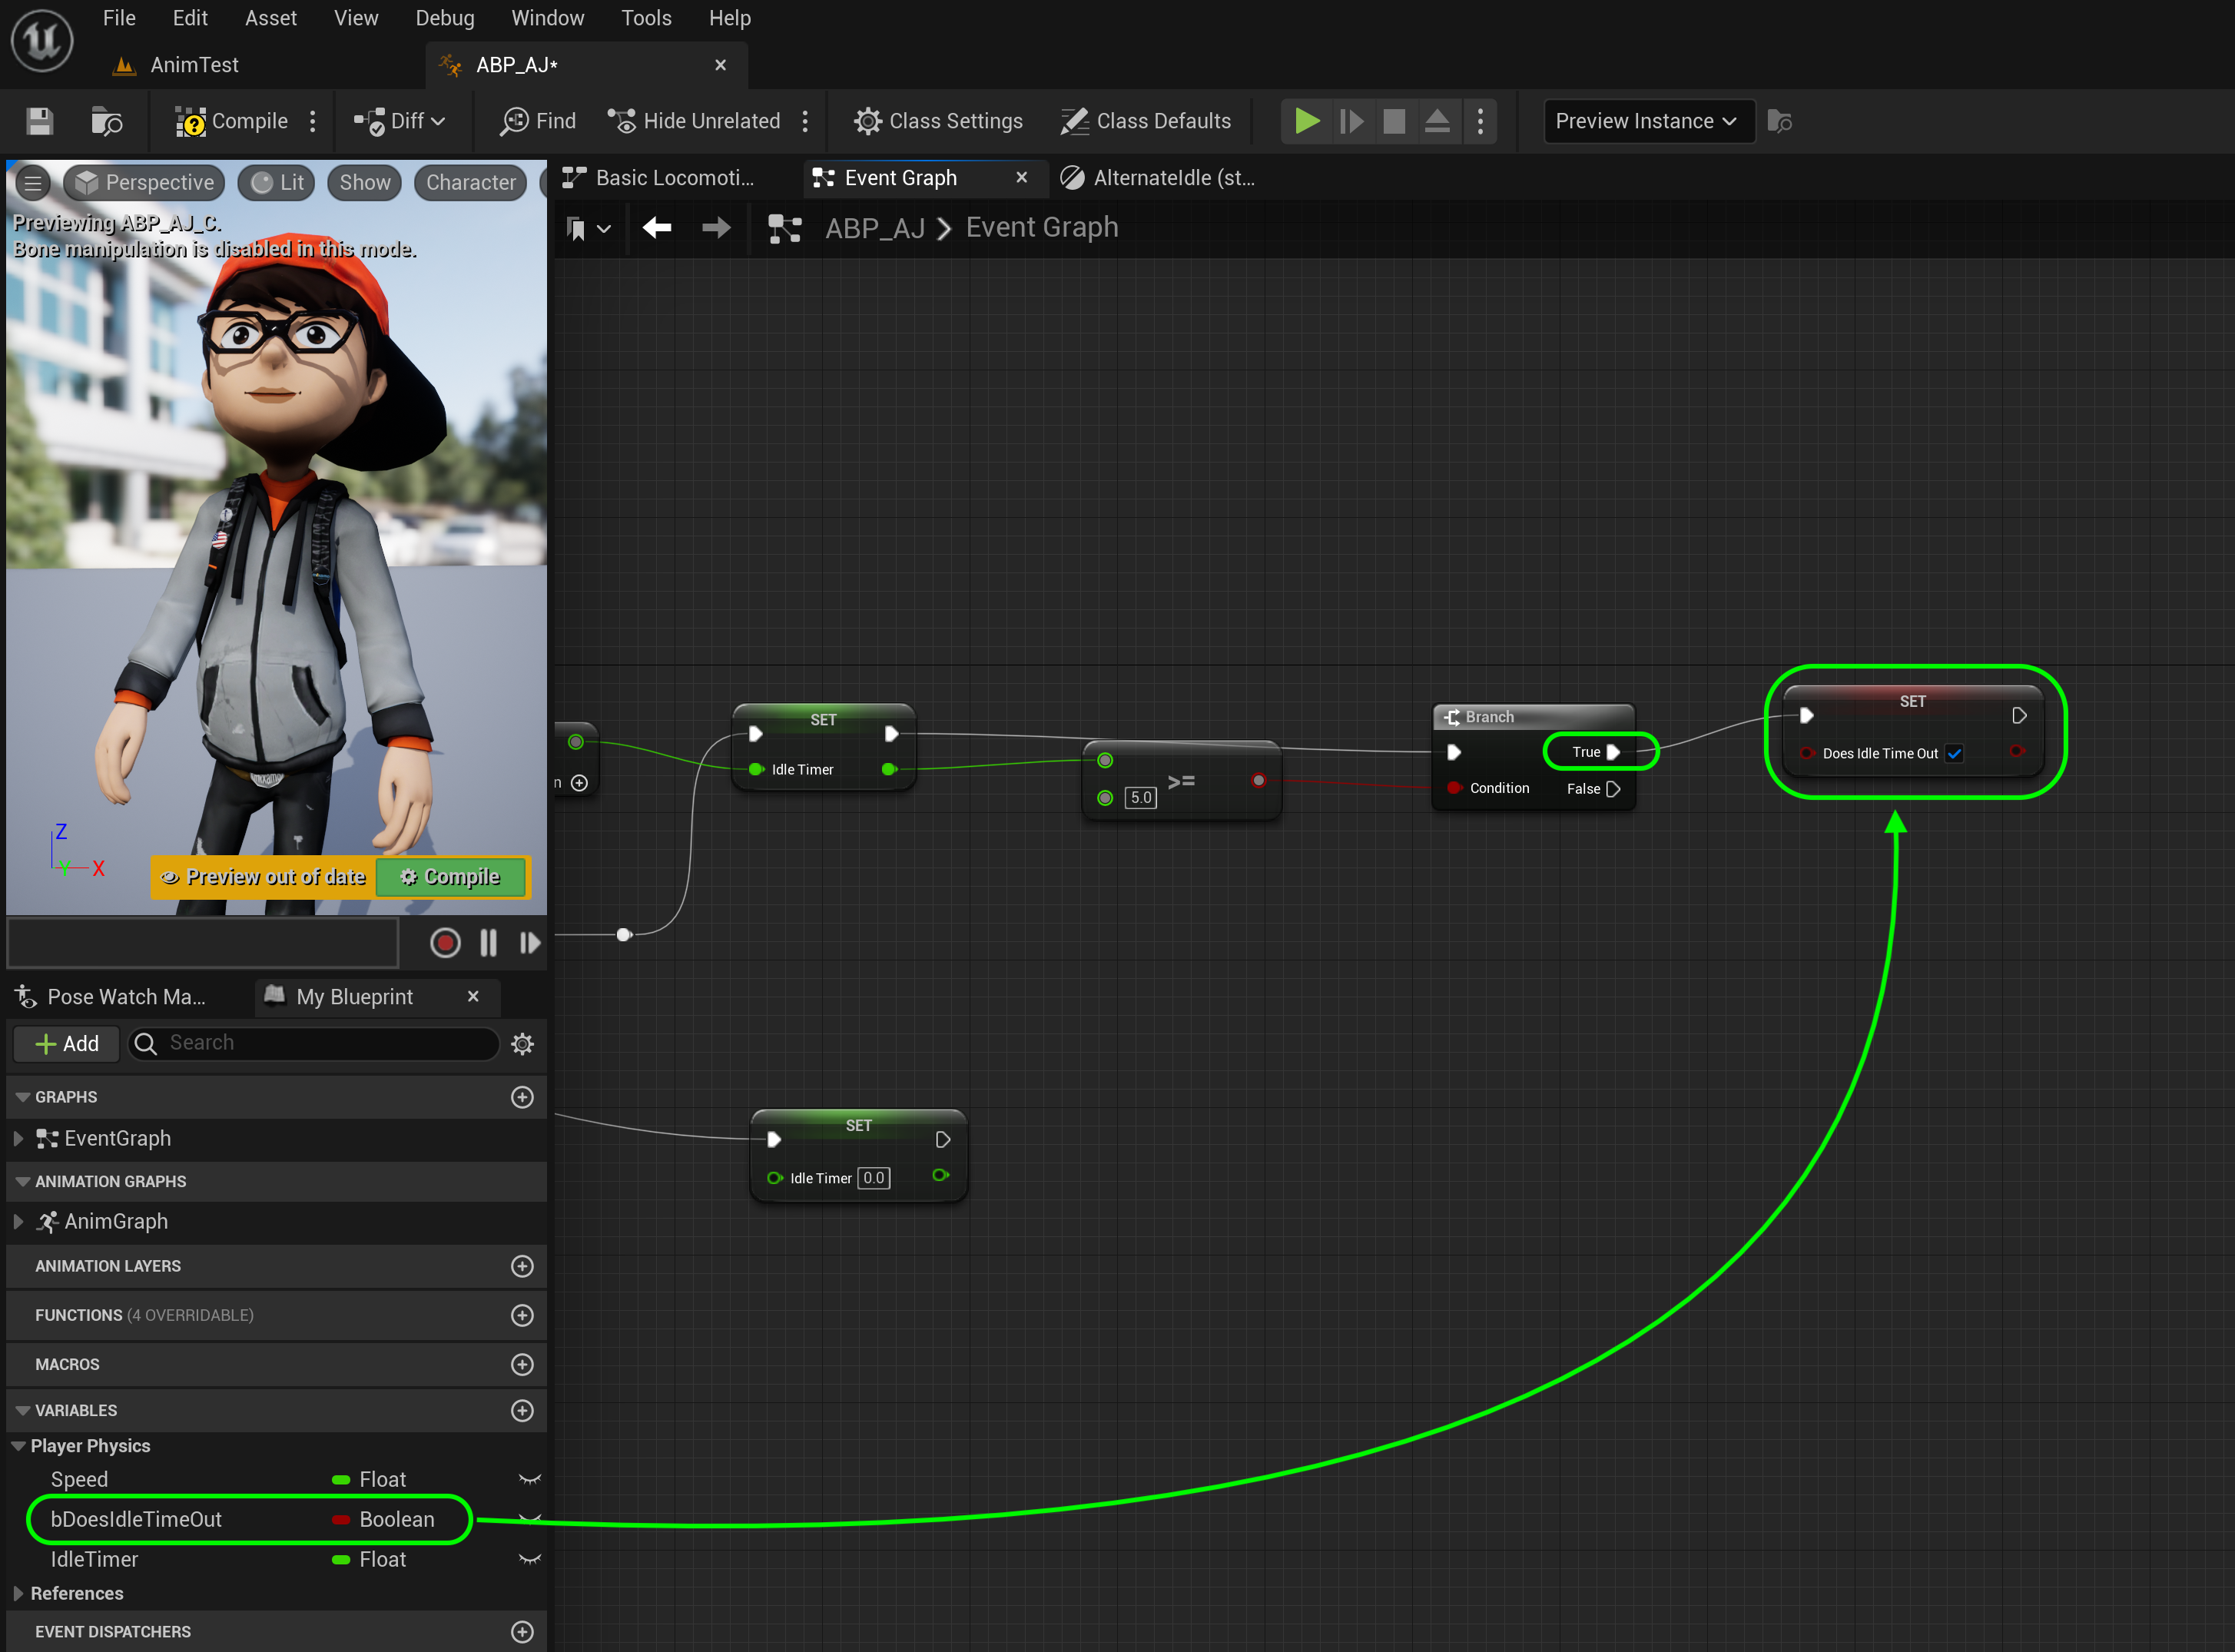 File Edit Asset View Debug Window Tools Help
AnimTest
ABP_AJ*
Compile
Diff
Find
Hide Unrelated
Class Settings
Class Defaults
Preview Instance
Perspective
Lit
Show
Character
Previewing ABP_AJ_C.
Bone manipulation is disabled in this mode.
Z
Y
X
Preview out of date
Compile
Basic Locomoti...
Event Graph
AlternateIdle (st...
ABP_AJ > Event Graph
n
SET
Idle Timer
5.0
>=
Branch
True
Condition
False
SET
Does Idle Time Out
SET
Idle Timer 0.0
Pose Watch Ma...
My Blueprint
Add
Search
GRAPHS
EventGraph
ANIMATION GRAPHS
AnimGraph
ANIMATION LAYERS
FUNCTIONS (4 OVERRIDABLE)
MACROS
VARIABLES
Player Physics
Speed Float
bDoesIdleTimeOut Boolean
IdleTimer Float
References
EVENT DISPATCHERS